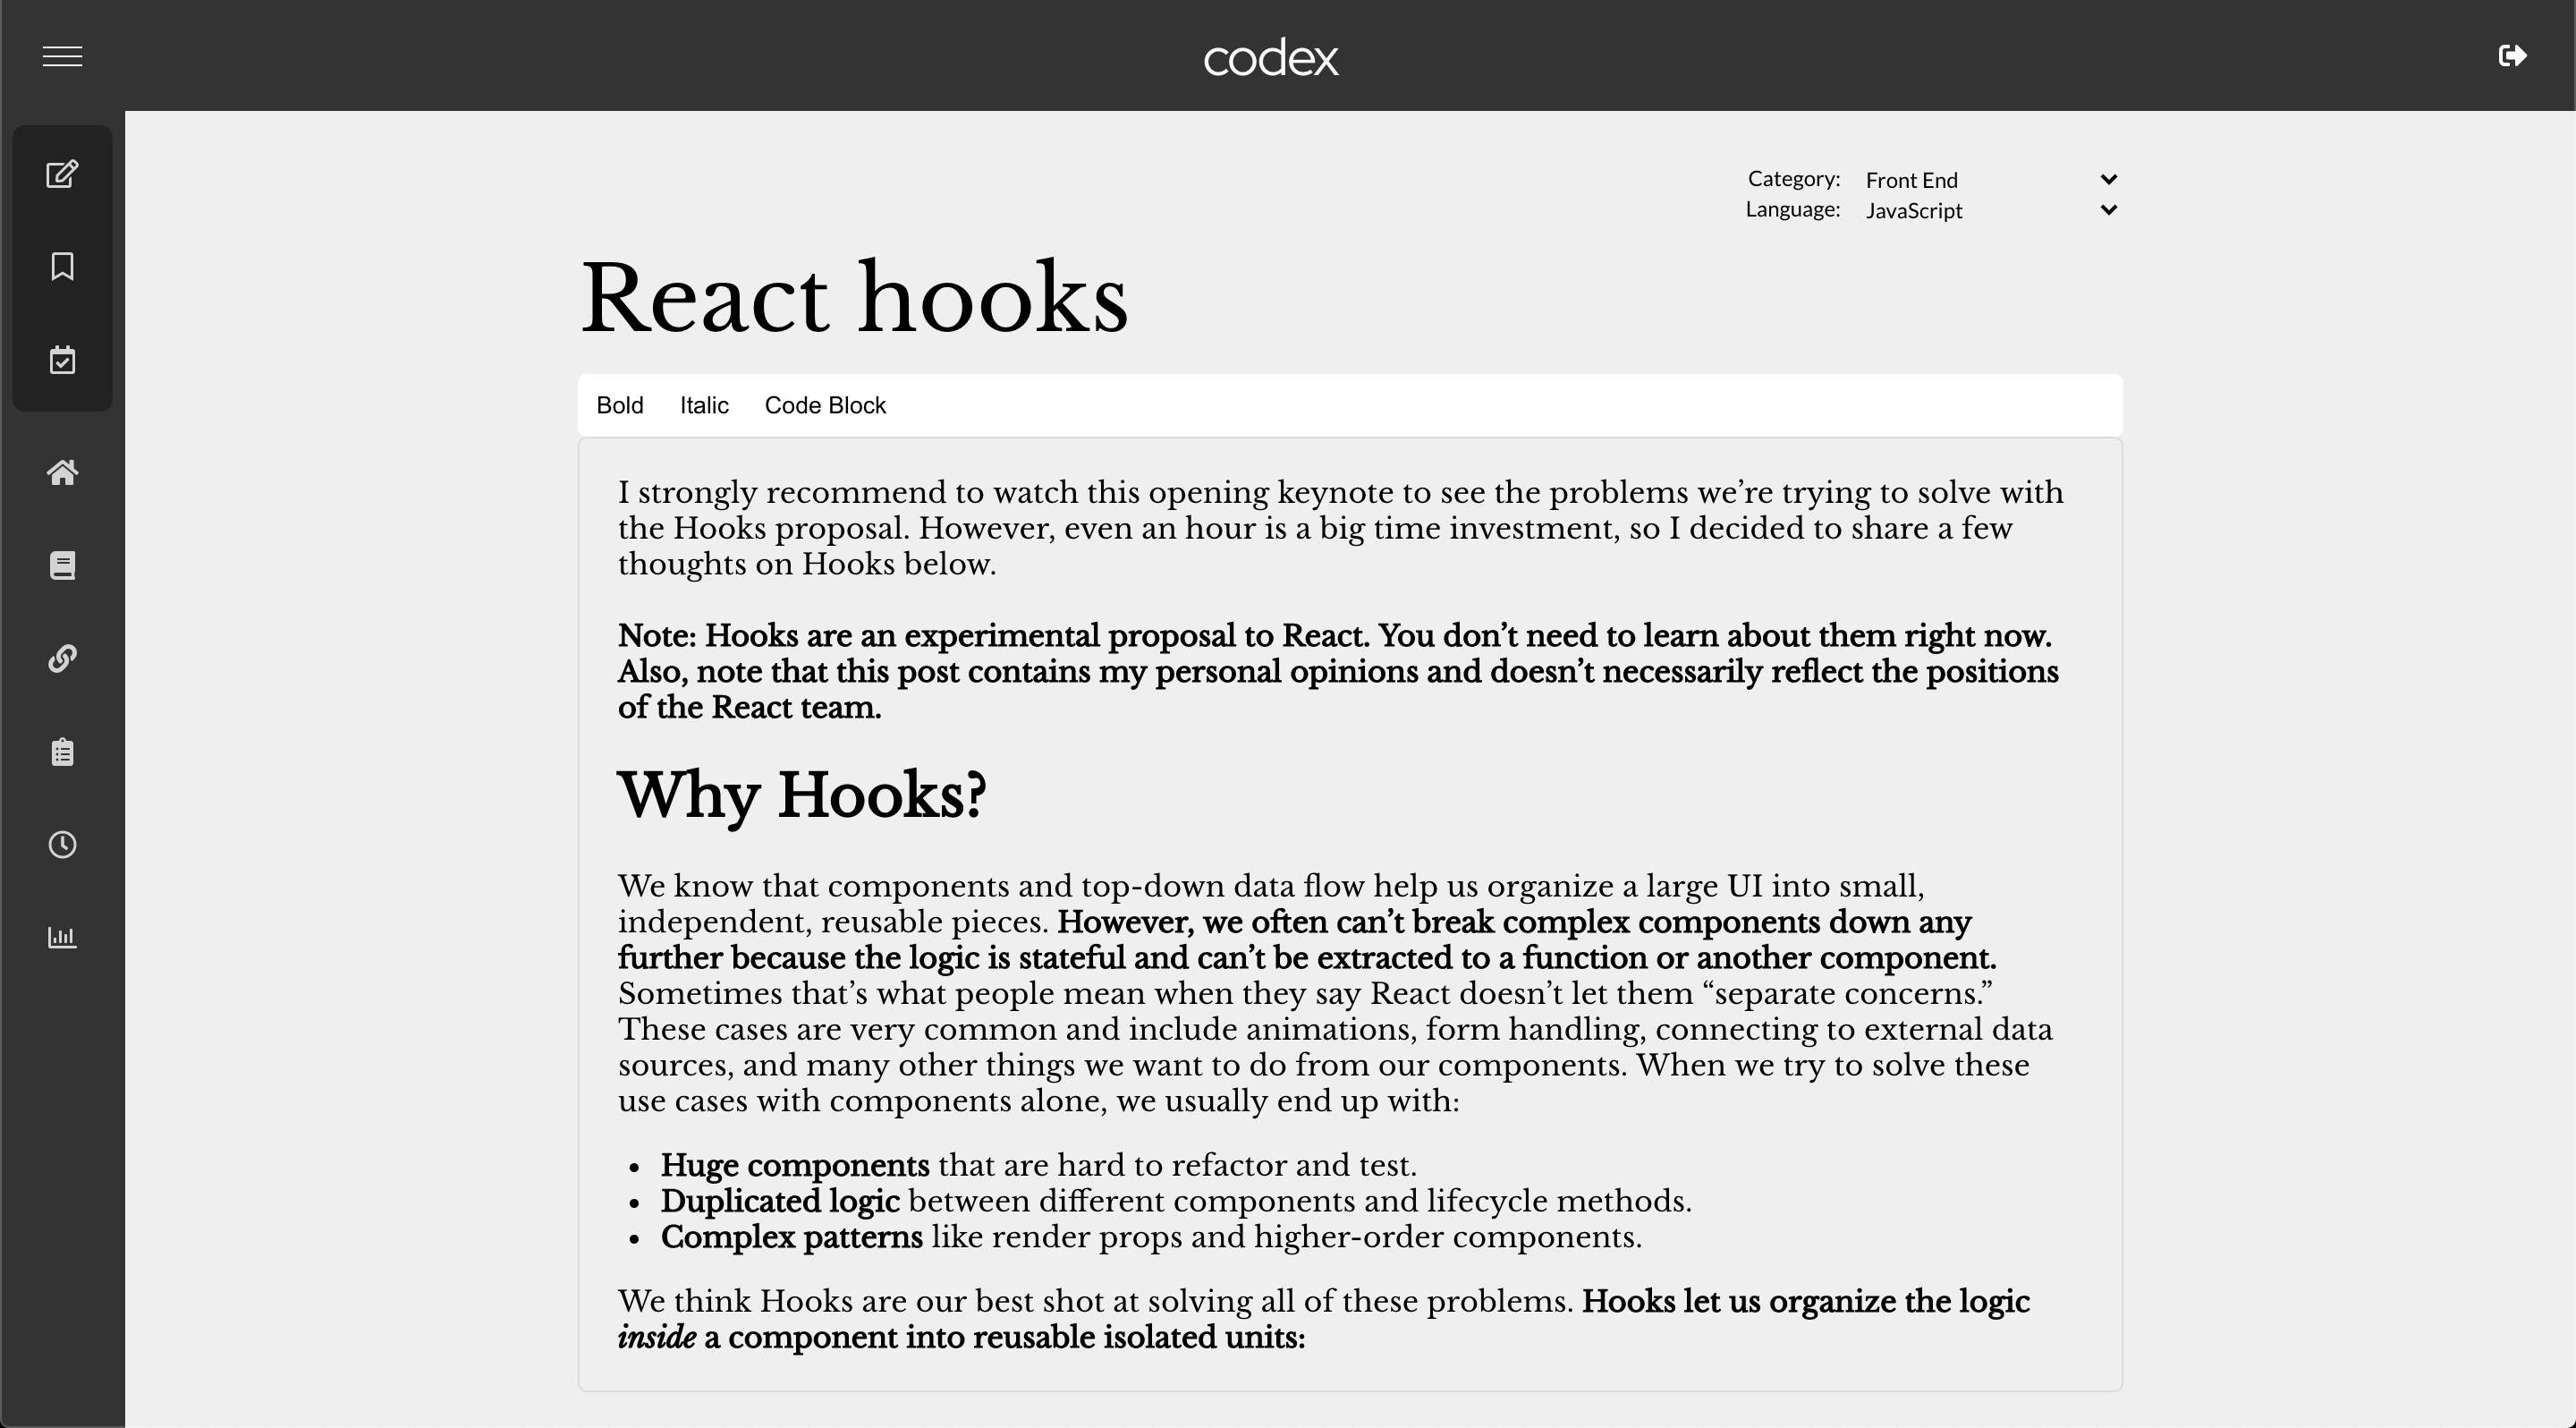 codex
Category: Front End
Language: JavaScript
React hooks
Bold Italic Code Block
I strongly recommend to watch this opening keynote to see the problems we’re trying to solve with
the Hooks proposal. However, even an hour is a big time investment, so I decided to share a few
thoughts on Hooks below.
Note: Hooks are an experimental proposal to React. You don’t need to learn about them right now.
Also, note that this post contains my personal opinions and doesn’t necessarily reflect the positions
of the React team.
Why Hooks?
We know that components and top-down data flow help us organize a large UI into small,
independent, reusable pieces. However, we often can’t break complex components down any
further because the logic is stateful and can’t be extracted to a function or another component.
Sometimes that’s what people mean when they say React doesn’t let them “separate concerns.”
These cases are very common and include animations, form handling, connecting to external data
sources, and many other things we want to do from our components. When we try to solve these
use cases with components alone, we usually end up with:
• Huge components that are hard to refactor and test.
• Duplicated logic between different components and lifecycle methods.
• Complex patterns like render props and higher-order components.
We think Hooks are our best shot at solving all of these problems. Hooks let us organize the logic
inside a component into reusable isolated units: